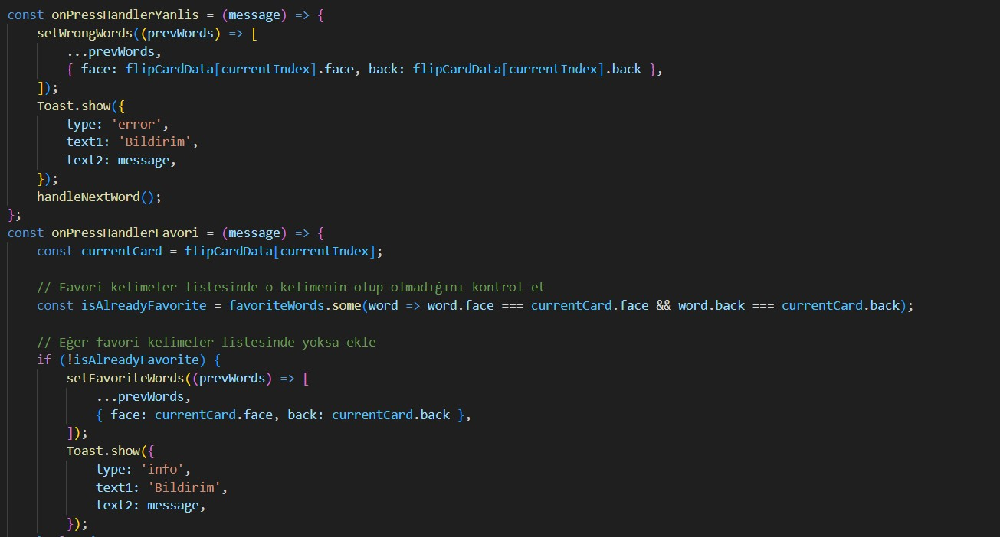 const onPressHandlerYanlis = (message) => {
    setWrongWords((prevWords) => [
        ...prevWords,
        { face: flipCardData[currentIndex].face, back: flipCardData[currentIndex].back },
    ]);
    Toast.show({
        type: 'error',
        text1: 'Bildirim',
        text2: message,
    });
    handleNextWord();
};
const onPressHandlerFavori = (message) => {
    const currentCard = flipCardData[currentIndex];

    // Favori kelimeler listesinde o kelimenin olup olmadığını kontrol et
    const isAlreadyFavorite = favoriteWords.some(word => word.face === currentCard.face && word.back === currentCard.back);

    // Eğer favori kelimeler listesinde yoksa ekle
    if (!isAlreadyFavorite) {
        setFavoriteWords((prevWords) => [
            ...prevWords,
            { face: currentCard.face, back: currentCard.back },
        ]);
        Toast.show({
            type: 'info',
            text1: 'Bildirim',
            text2: message,
        });